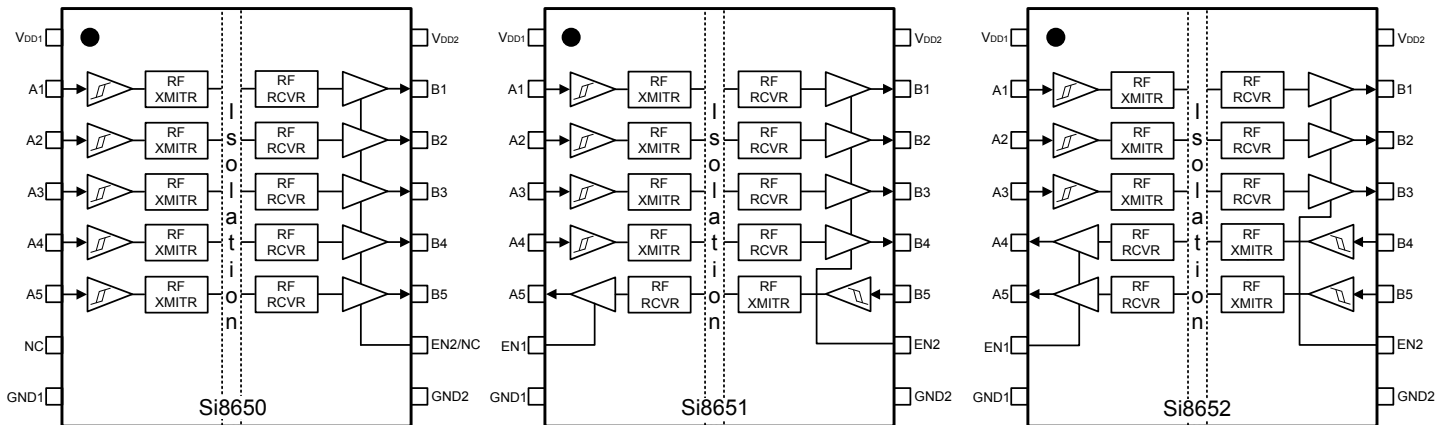 VDD1
VDD2
A1
RF
XMITR
RF
RCVR
B1
A2
RF
XMITR
RF
RCVR
B2
A3
RF
XMITR
RF
RCVR
B3
A4
RF
XMITR
RF
RCVR
B4
A5
RF
XMITR
RF
RCVR
B5
NC
EN2/NC
GND1
GND2
Isolation
Si8650
VDD1
VDD2
A1
RF
XMITR
RF
RCVR
B1
A2
RF
XMITR
RF
RCVR
B2
A3
RF
XMITR
RF
RCVR
B3
A4
RF
XMITR
RF
RCVR
B4
A5
RF
RCVR
RF
XMITR
B5
EN1
EN2
GND1
GND2
Isolation
Si8651
VDD1
VDD2
A1
RF
XMITR
RF
RCVR
B1
A2
RF
XMITR
RF
RCVR
B2
A3
RF
XMITR
RF
RCVR
B3
A4
RF
RCVR
RF
XMITR
B4
A5
RF
RCVR
RF
XMITR
B5
EN1
EN2
GND1
GND2
Isolation
Si8652